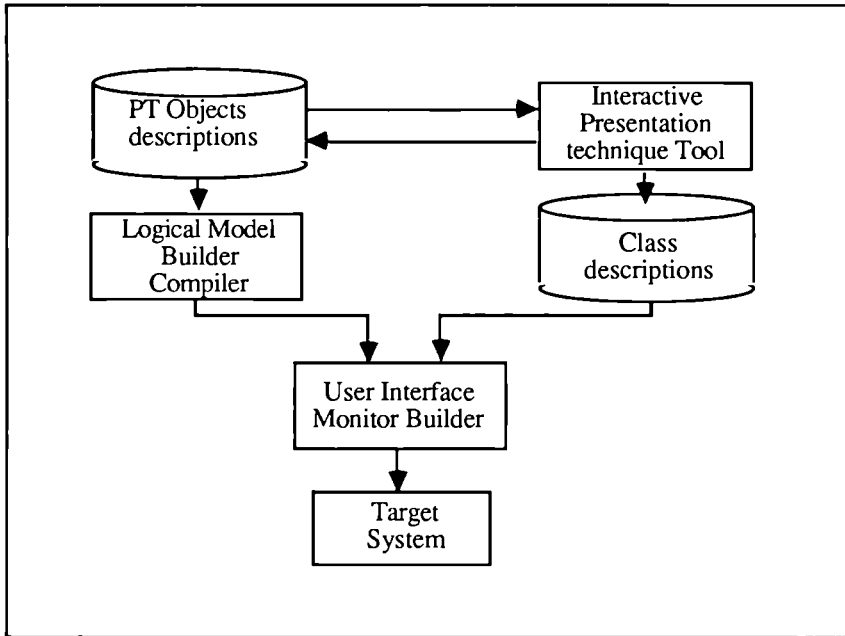 PT Objects
descriptions
Interactive
Presentation
technique Tool
Logical Model
Builder
Compiler
Class
descriptions
User Interface
Monitor Builder
Target
System